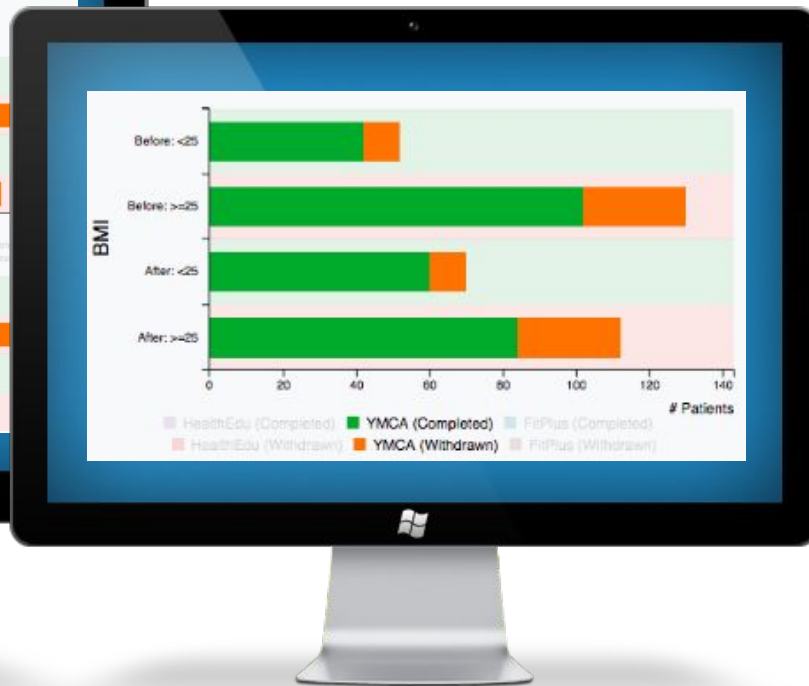 BMI
Before: <25
Before: >=25
After: <25
After: >=25
0 20 40 60 80 100 120 140
# Patients
HealthEdu (Completed) YMCA (Completed) FitPlus (Completed)
HealthEdu (Withdrawn) YMCA (Withdrawn) FitPlus (Withdrawn)